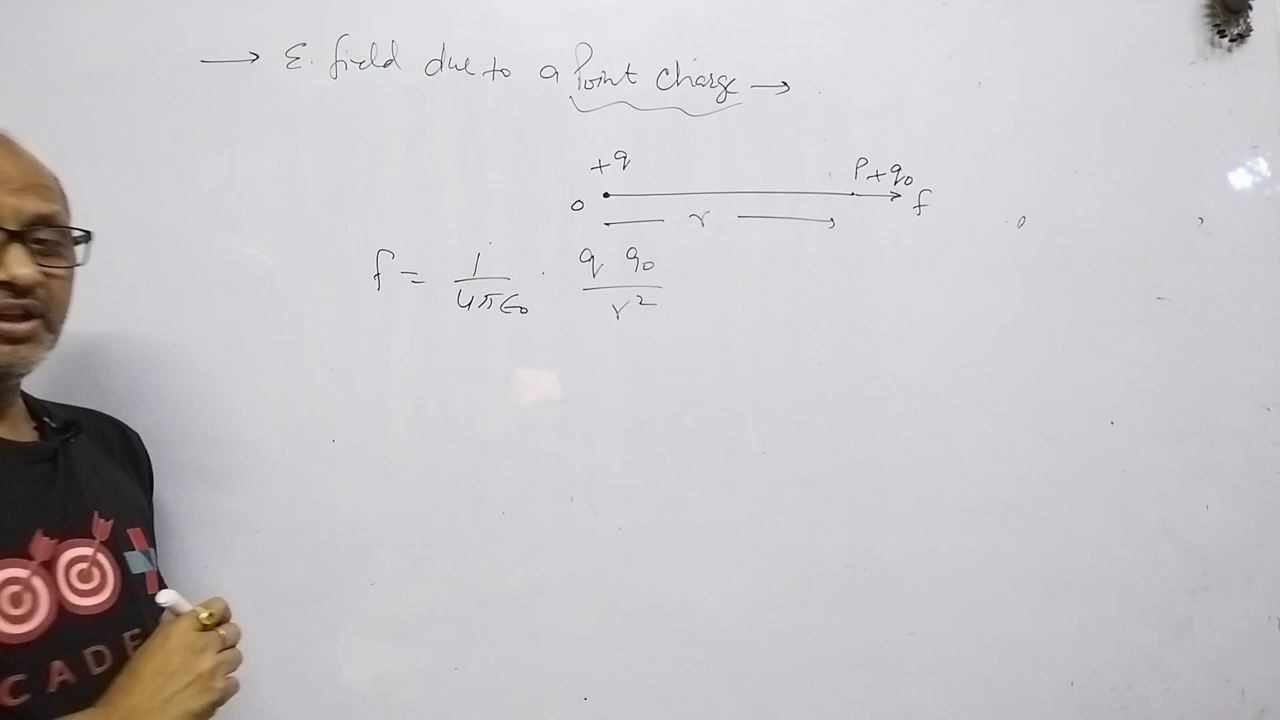 → E. field due to a Point charge →
+q
P +q₀
O
f
r
f = 1/4πε₀ · q q₀/r²
CADE